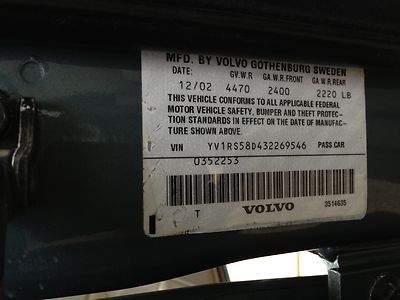 MFD. BY VOLVO GOTHENBURG SWEDEN
DATE: GV.W.R GA.W.R.FRONT GA.W.R.REAR
12/02 4470 2400 2220 LB
THIS VEHICLE CONFORMS TO ALL APPLICABLE FEDERAL
MOTOR VEHICLE SAFETY, BUMPER AND THEFT PROTEC-
TION STANDARDS IN EFFECT ON THE DATE OF MANUFAC-
TURE SHOWN ABOVE.
VIN YV1RS58D432269546 PASS.CAR
0352253
T VOLVO 3514635